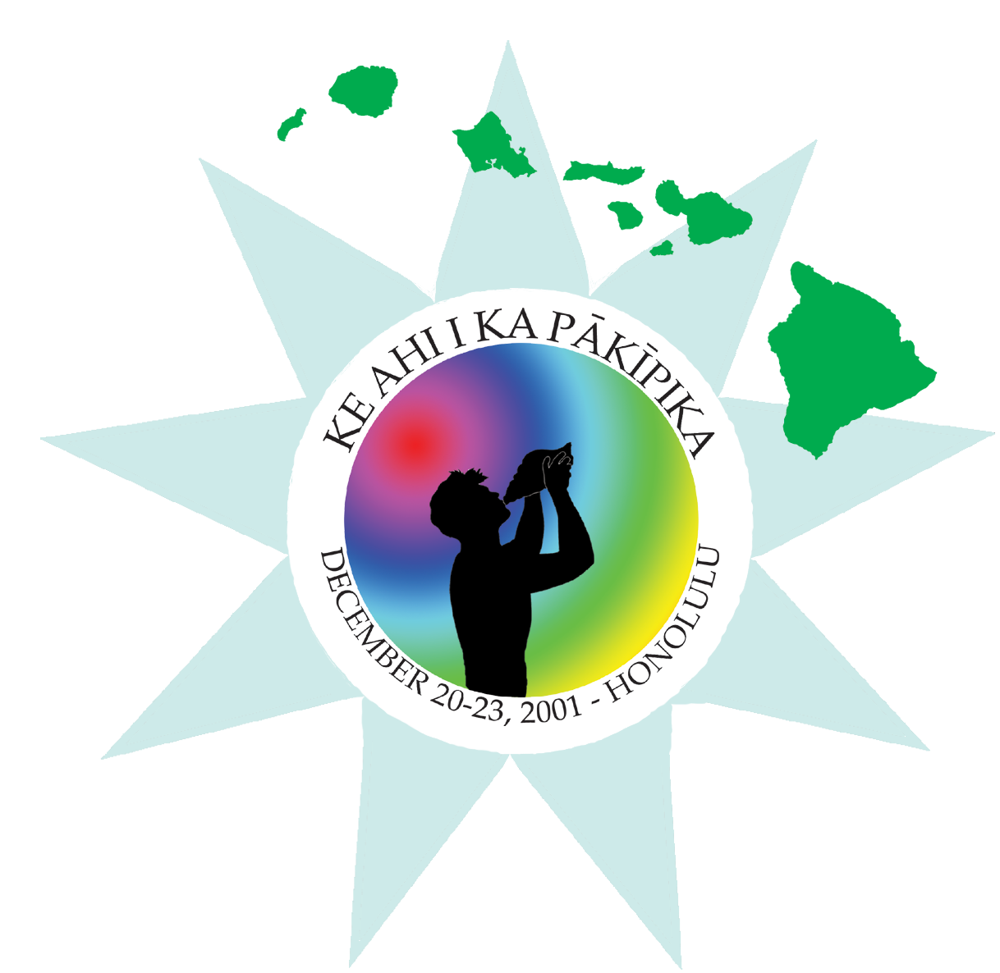 KE AHI I KA PĀKĪPIKA
DECEMBER 20-23, 2001 - HONOLULU